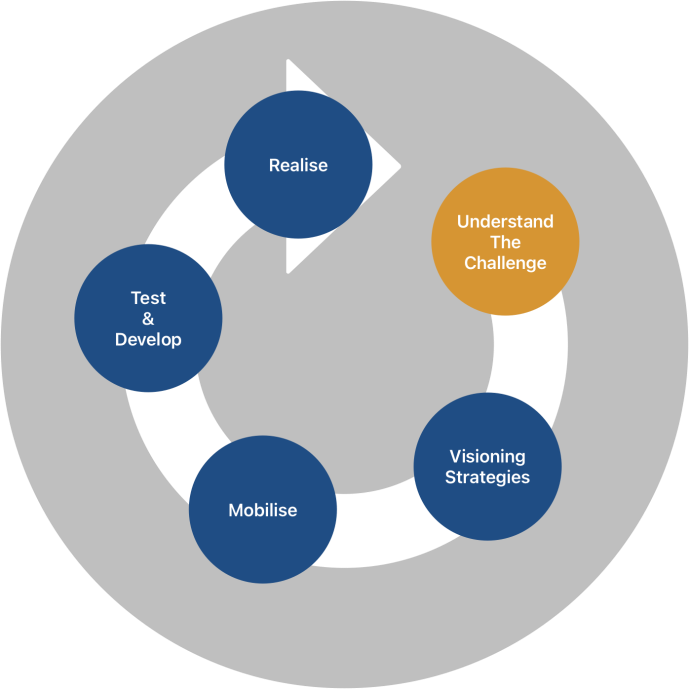 Realise
Understand
The
Challenge
Test
&
Develop
Visioning
Strategies
Mobilise